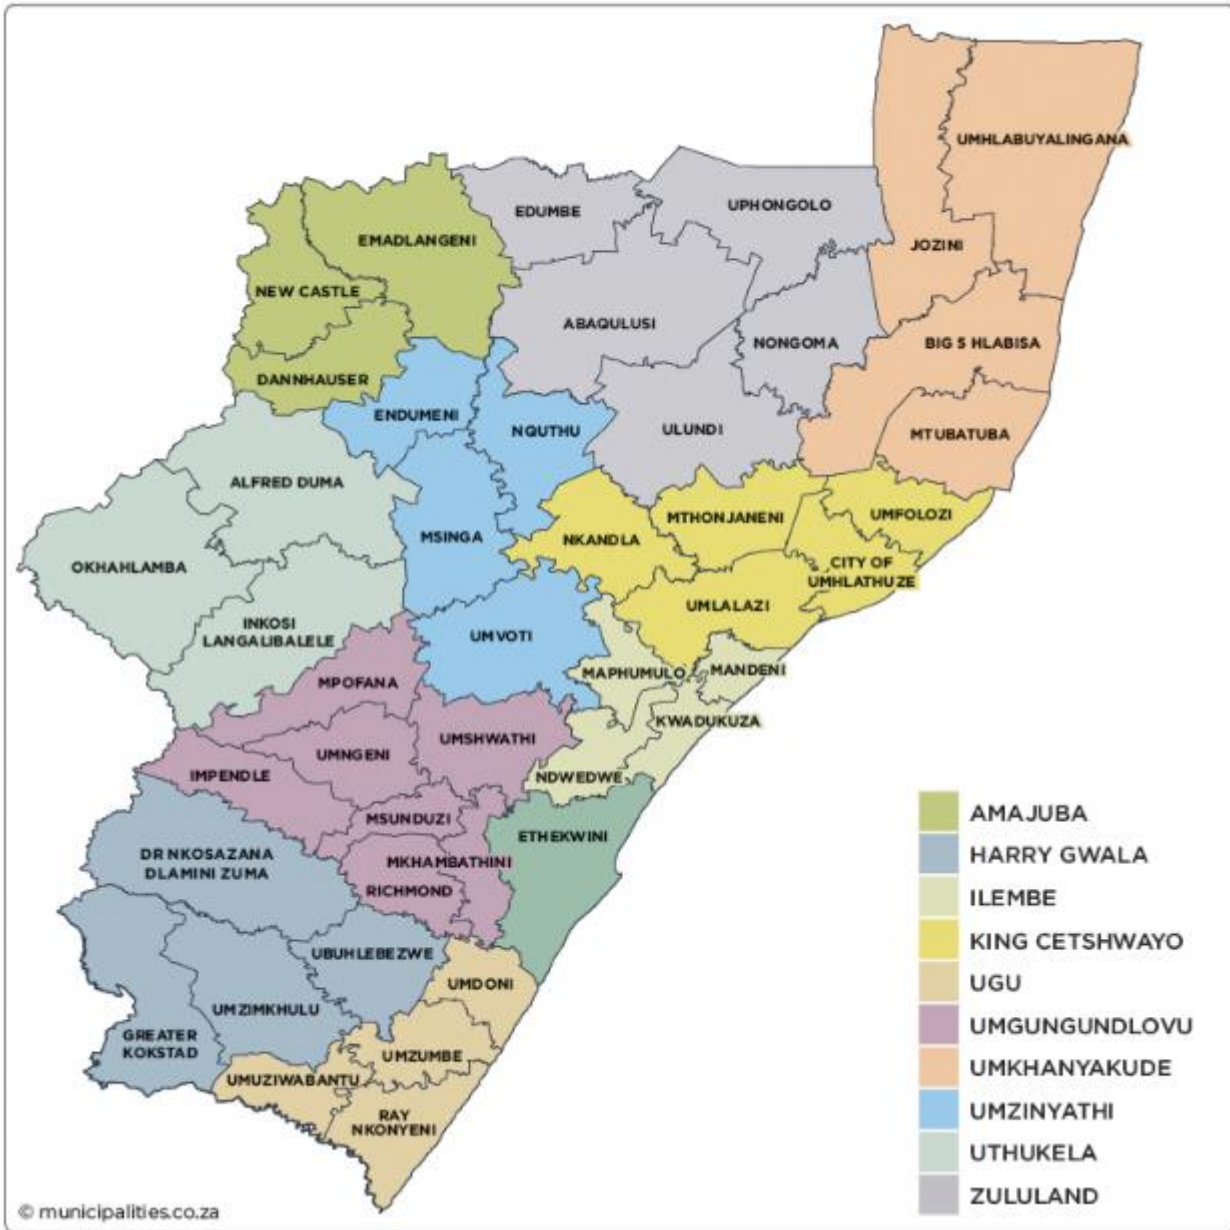 UMHLABUYALINGANA
EDUMBE
UPHONGOLO
EMADLANGENI
JOZINI
NEW CASTLE
ABAQULUSI
NONGOMA
BIG 5 HLABISA
DANNHAUSER
ENDUMENI
NQUTHU
ULUNDI
MTUBATUBA
ALFRED DUMA
MTHONJANENI
UMFOLOZI
MSINGA
NKANDLA
OKHAHLAMBA
CITY OF
UMHLATHUZE
UMLALAZI
INKOSI
LANGALIBALELE
UMVOTI
MAPHUMULO
MANDENI
MPOFANA
KWADUKUZA
UMSHWATHI
UMNGENI
IMPENDLE
NDWEDWE
MSUNDUZI
ETHEKWINI
DR NKOSAZANA
DLAMINI ZUMA
MKHAMBATHINI
RICHMOND
UBUHLEBEZWE
UMDONI
UMZIMKHULU
GREATER
KOKSTAD
UMZUMBE
UMUZIWABANTU
RAY
NKONYENI
AMAJUBA
HARRY GWALA
ILEMBE
KING CETSHWAYO
UGU
UMGUNGUNDLOVU
UMKHANYAKUDE
UMZINYATHI
UTHUKELA
ZULULAND
© municipalities.co.za